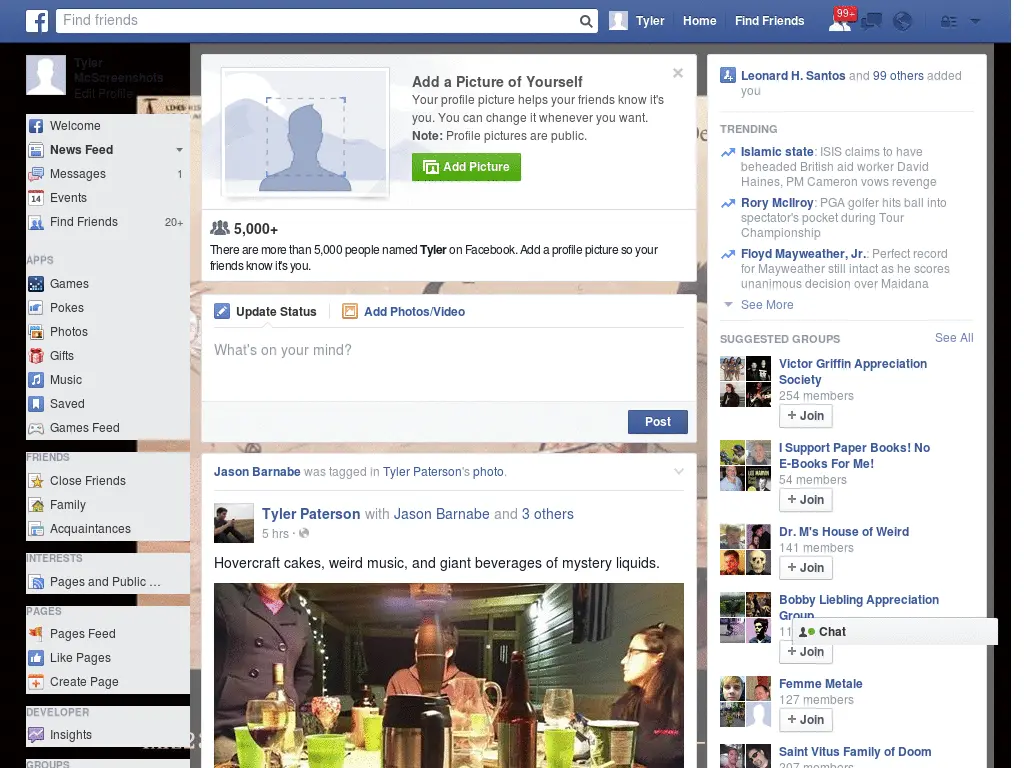 Find friends
Tyler Home Find Friends 99+
Tyler
McScreenshots
Edit Profile
Welcome
News Feed
Messages 1
Events
Find Friends 20+
APPS
Games
Pokes
Photos
Gifts
Music
Saved
Games Feed
FRIENDS
Close Friends
Family
Acquaintances
INTERESTS
Pages and Public ...
PAGES
Pages Feed
Like Pages
Create Page
DEVELOPER
Insights
GROUPS
Add a Picture of Yourself
Your profile picture helps your friends know it's
you. You can change it whenever you want.
Note: Profile pictures are public.
Add Picture
5,000+
There are more than 5,000 people named Tyler on Facebook. Add a profile picture so your
friends know it's you.
Update Status Add Photos/Video
What's on your mind?
Post
Jason Barnabe was tagged in Tyler Paterson's photo.
Tyler Paterson with Jason Barnabe and 3 others
5 hrs ·
Hovercraft cakes, weird music, and giant beverages of mystery liquids.
Leonard H. Santos and 99 others added
you
TRENDING
Islamic state: ISIS claims to have
beheaded British aid worker David
Haines, PM Cameron vows revenge
Rory McIlroy: PGA golfer hits ball into
spectator's pocket during Tour
Championship
Floyd Mayweather, Jr.: Perfect record
for Mayweather still intact as he scores
unanimous decision over Maidana
See More
SUGGESTED GROUPS See All
Victor Griffin Appreciation
Society
254 members
+ Join
I Support Paper Books! No
E-Books For Me!
54 members
+ Join
Dr. M's House of Weird
141 members
+ Join
Bobby Liebling Appreciation
Group
Chat
+ Join
Femme Metale
127 members
+ Join
Saint Vitus Family of Doom
207 members